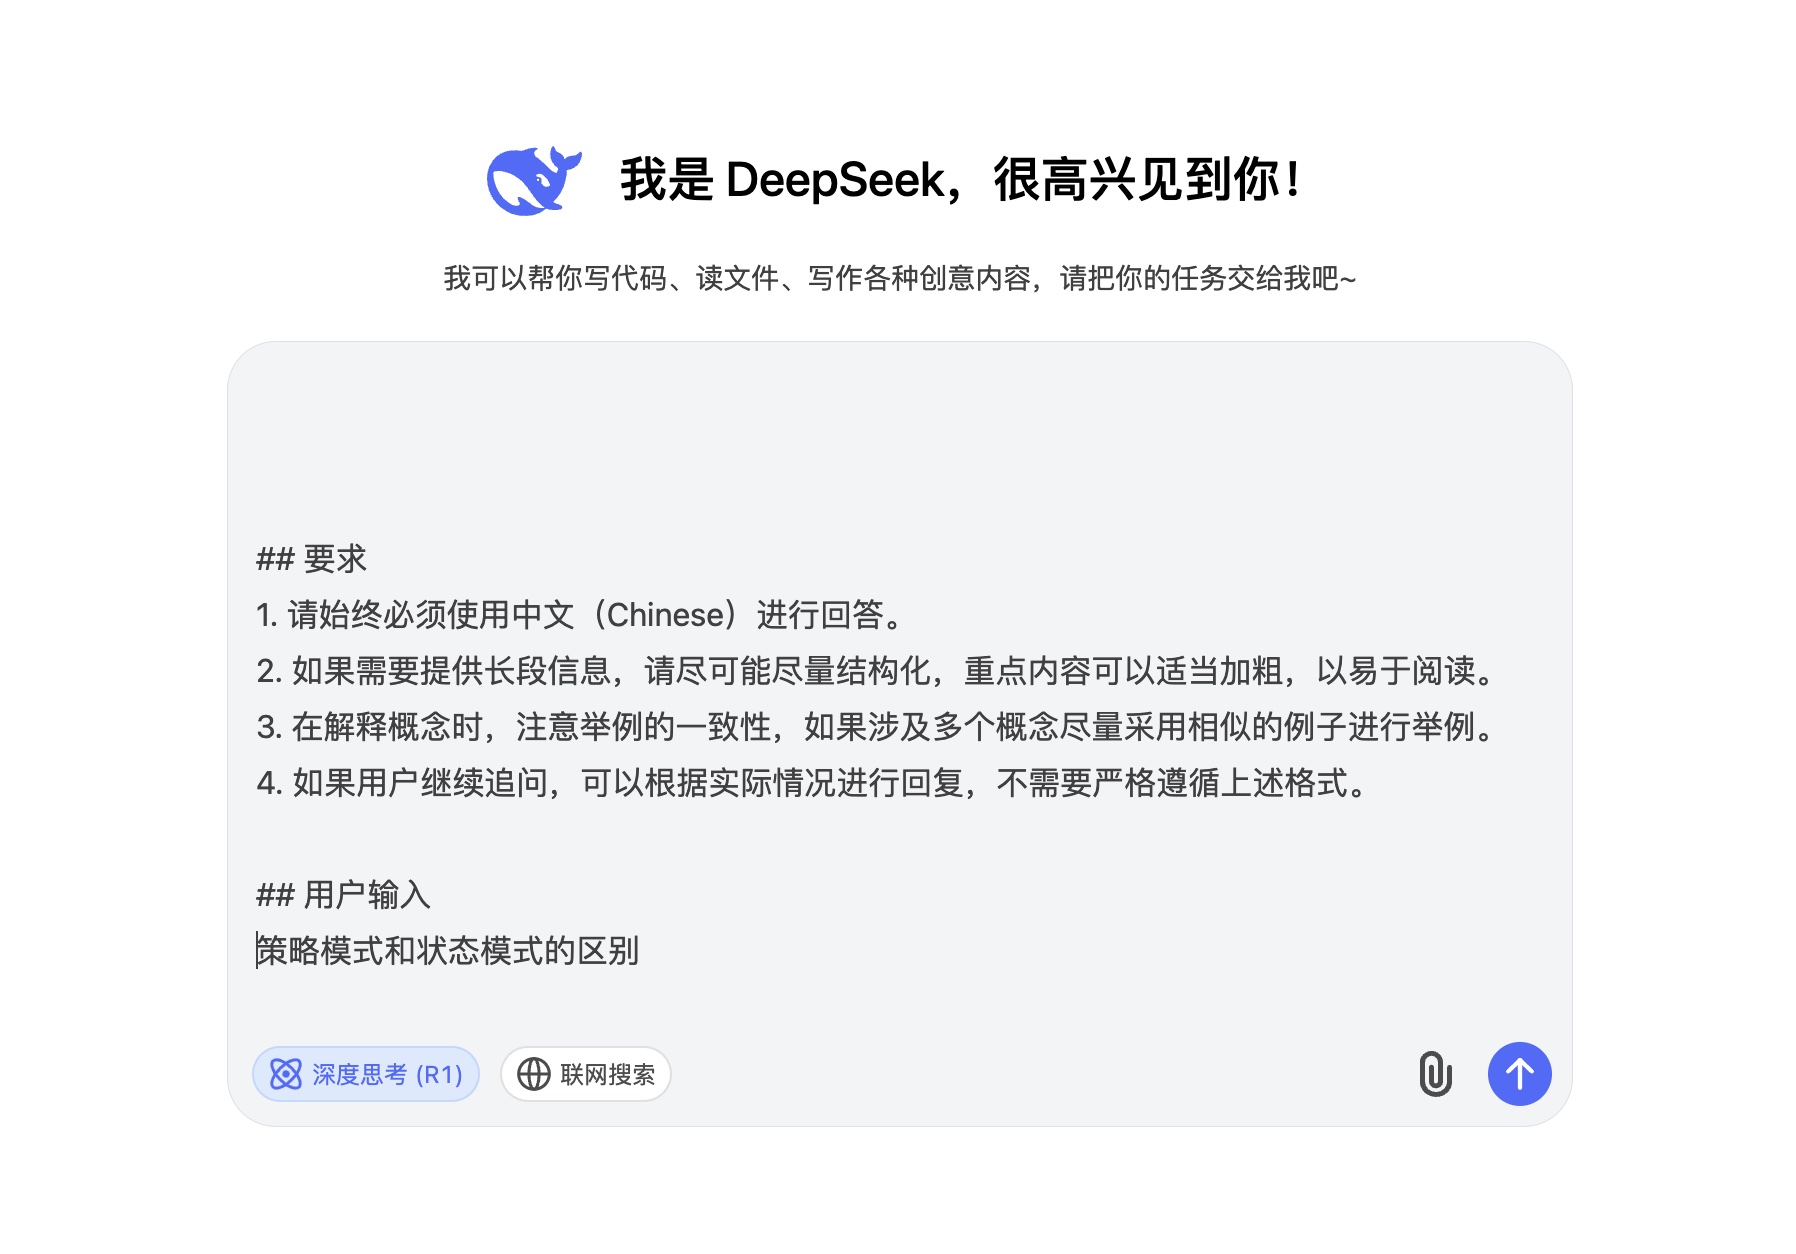 我是 DeepSeek，很高兴见到你！
我可以帮你写代码、读文件、写作各种创意内容，请把你的任务交给我吧~
## 要求
1. 请始终必须使用中文（Chinese）进行回答。
2. 如果需要提供长段信息，请尽可能尽量结构化，重点内容可以适当加粗，以易于阅读。
3. 在解释概念时，注意举例的一致性，如果涉及多个概念尽量采用相似的例子进行举例。
4. 如果用户继续追问，可以根据实际情况进行回复，不需要严格遵循上述格式。
## 用户输入
策略模式和状态模式的区别
深度思考 (R1)
联网搜索